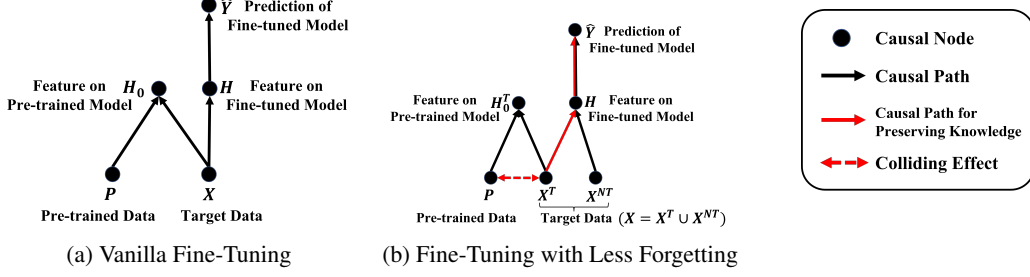 Ŷ
Prediction of
Fine-tuned Model
Feature on
Pre-trained Model
H₀
H
Feature on
Fine-tuned Model
P
X
Pre-trained Data
Target Data
(a) Vanilla Fine-Tuning
Ŷ
Prediction of
Fine-tuned Model
Feature on
Pre-trained Model
H₀ᵀ
H
Feature on
Fine-tuned Model
P
Xᵀ
Xᴺᵀ
Pre-trained Data
Target Data (X = Xᵀ ∪ Xᴺᵀ)
(b) Fine-Tuning with Less Forgetting
Causal Node
Causal Path
Causal Path for
Preserving Knowledge
Colliding Effect